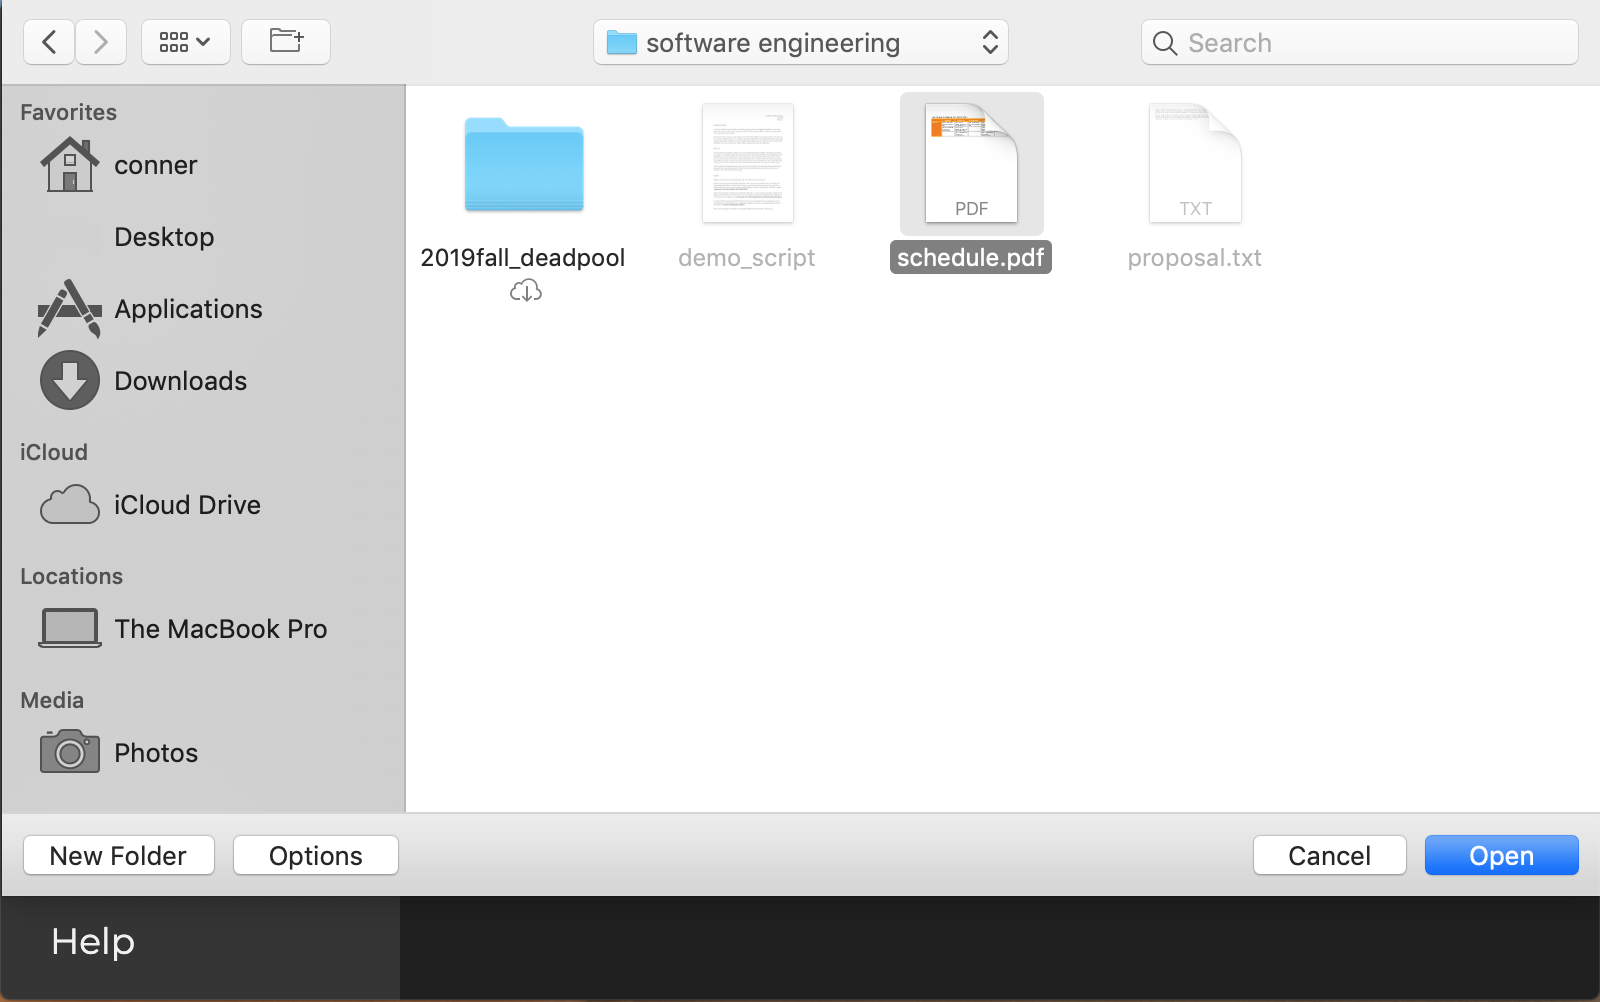 software engineering
Search
Favorites
conner
Desktop
Applications
Downloads
iCloud
iCloud Drive
Locations
The MacBook Pro
Media
Photos
PDF
TXT
2019fall_deadpool
demo_script
schedule.pdf
proposal.txt
New Folder
Options
Cancel
Open
Help